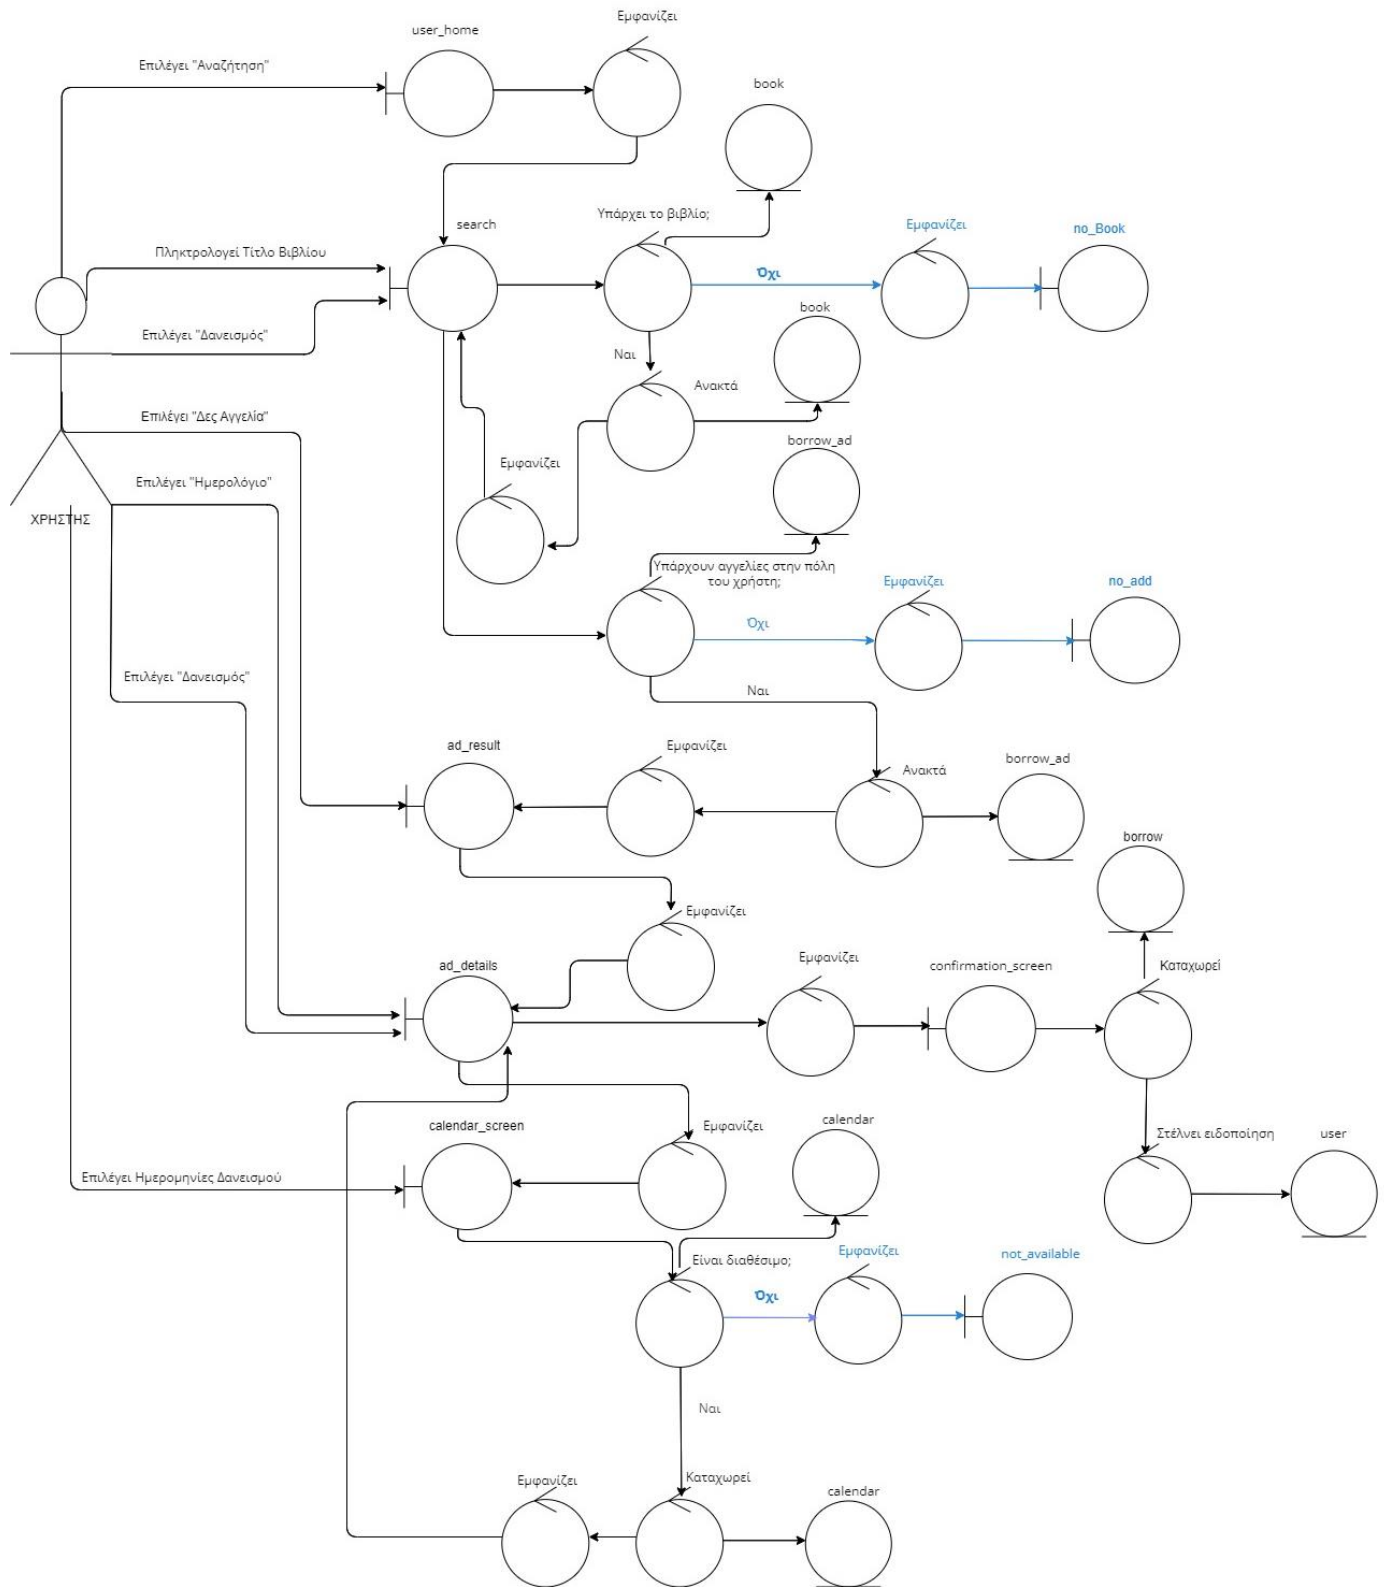 Εμφανίζει
user_home
Επιλέγει "Αναζήτηση"
book
Υπάρχει το βιβλίο;
search
Εμφανίζει
no_Book
Πληκτρολογεί Τίτλο Βιβλίου
Όχι
book
Επιλέγει "Δανεισμός"
Ναι
Ανακτά
Επιλέγει "Δες Αγγελία"
borrow_ad
Εμφανίζει
Επιλέγει "Ημερολόγιο"
ΧΡΗΣΤΗΣ
Υπάρχουν αγγελίες στην πόλη
του χρήστη;
Εμφανίζει
no_add
Όχι
Επιλέγει "Δανεισμός"
Ναι
ad_result
Εμφανίζει
Ανακτά
borrow_ad
borrow
Εμφανίζει
ad_details
Εμφανίζει
confirmation_screen
Καταχωρεί
calendar_screen
Εμφανίζει
calendar
Στέλνει ειδοποίηση
user
Επιλέγει Ημερομηνίες Δανεισμού
Είναι διαθέσιμο;
Εμφανίζει
not_available
Όχι
Ναι
Εμφανίζει
Καταχωρεί
calendar